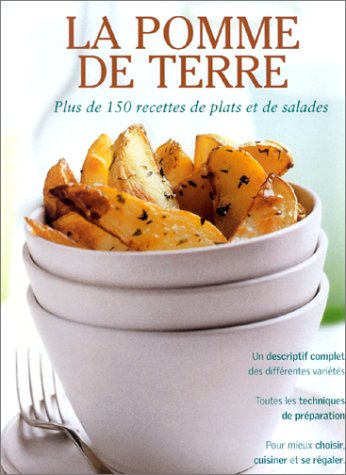 LA POMME
DE TERRE
Plus de 150 recettes de plats et de salades
Un descriptif complet
des différentes variétés
Toutes les techniques
de préparation
Pour mieux choisir,
cuisiner et se régaler.